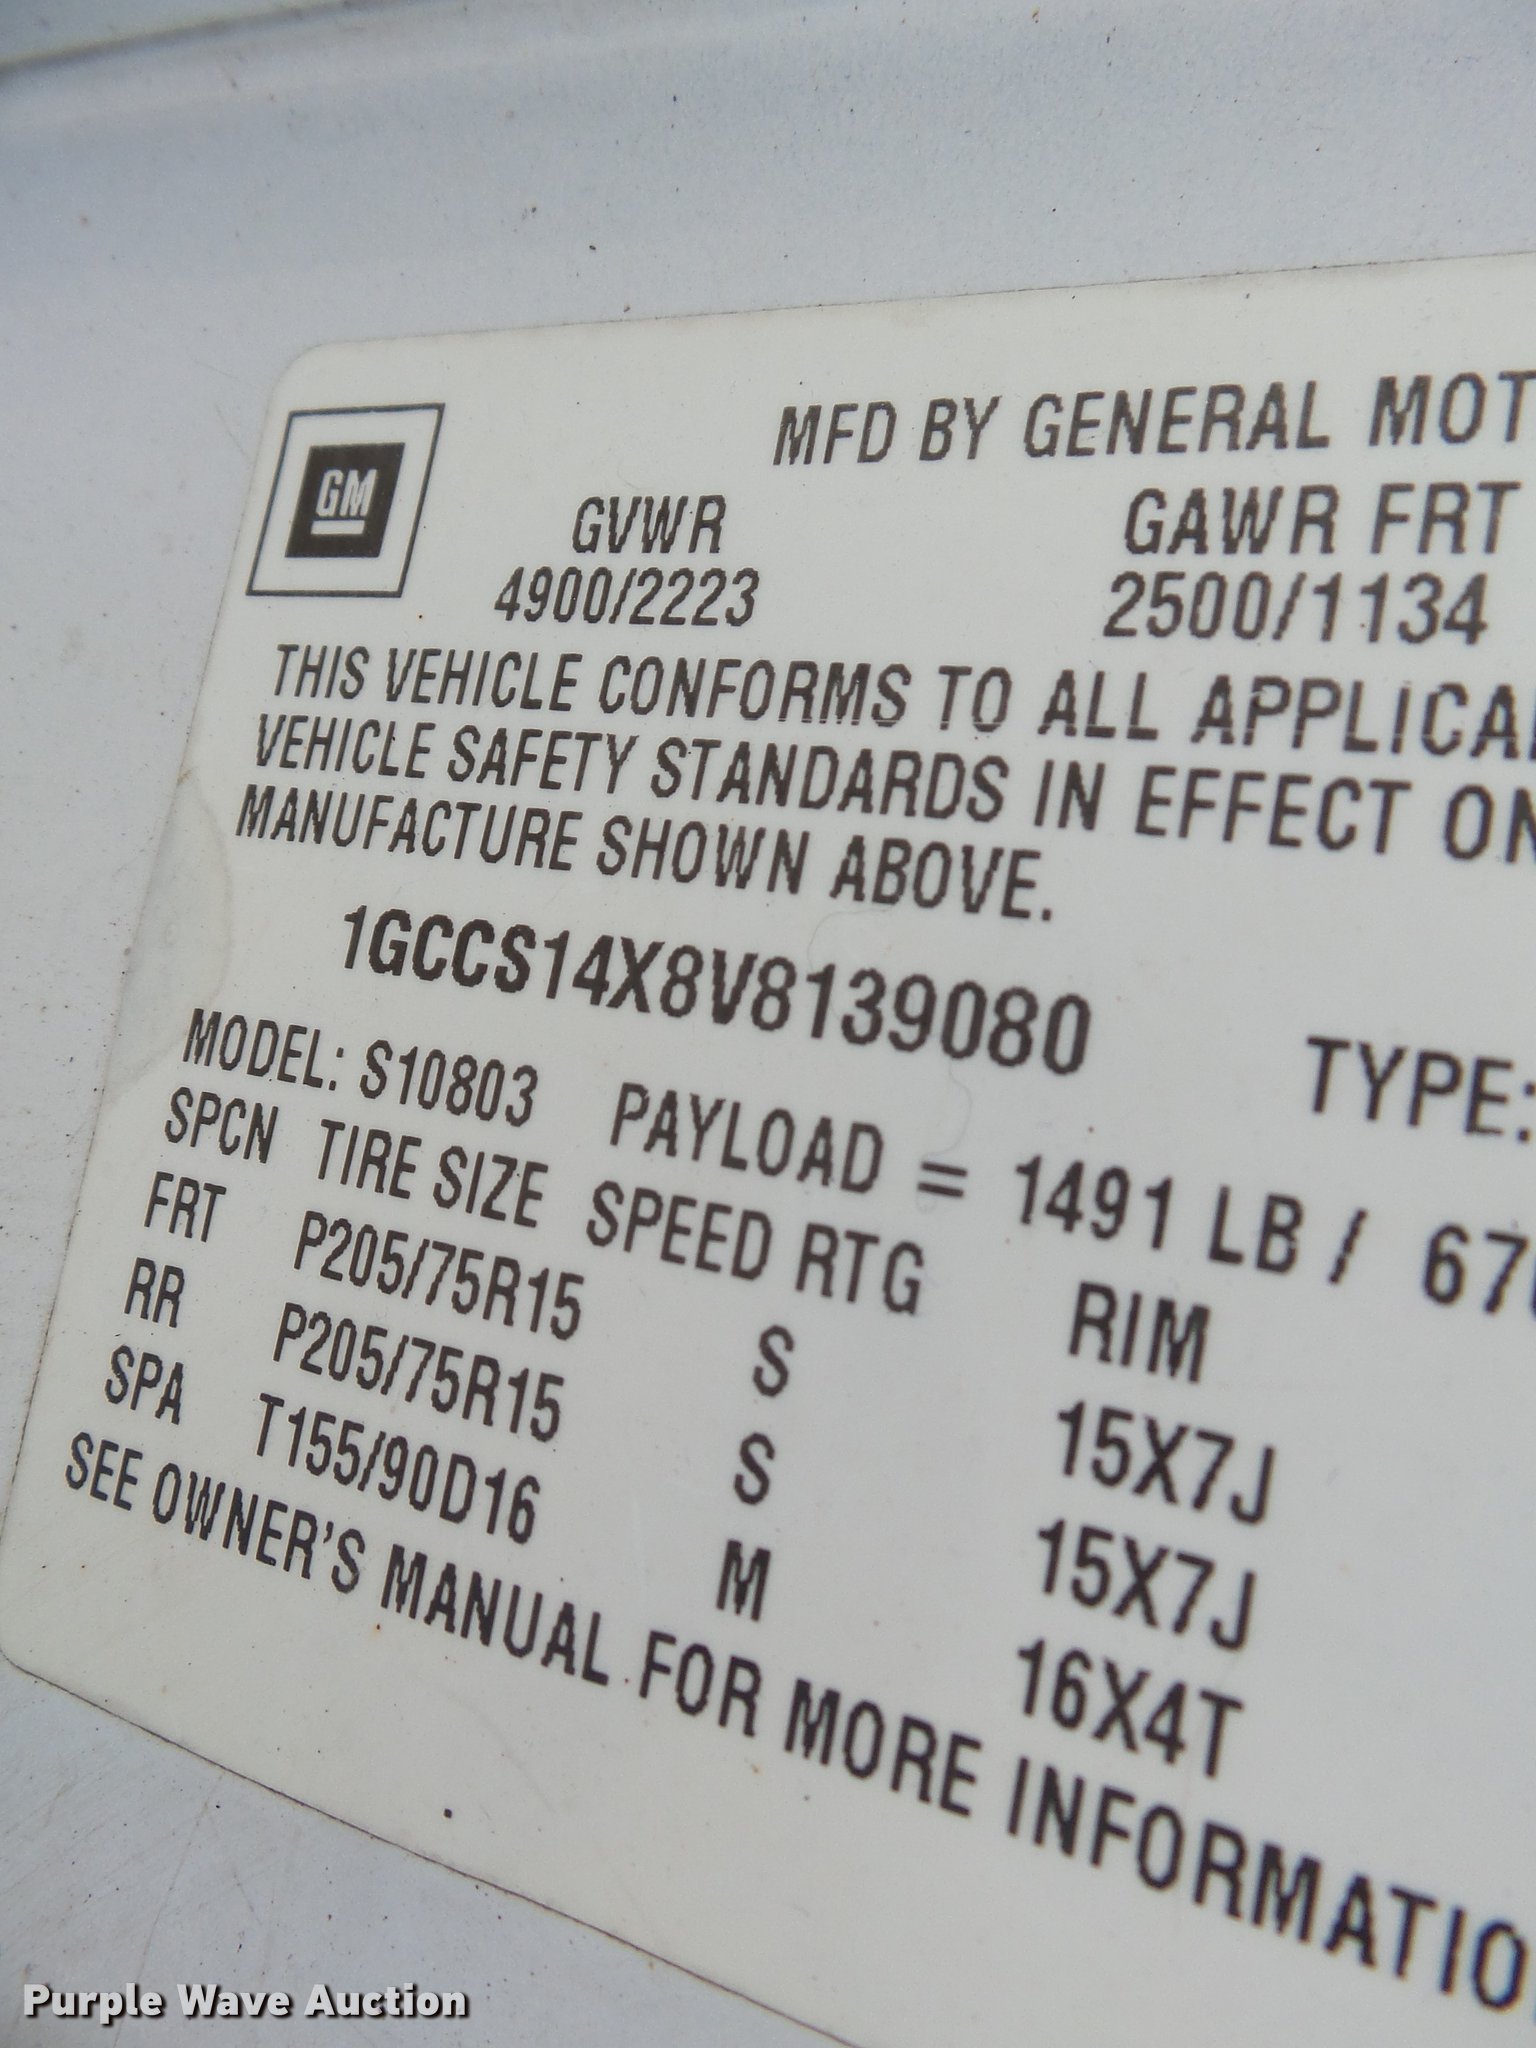 MFD BY GENERAL
GM
GVWR GAWR FRT
4900/2223 2500/1134
THIS VEHICLE CONFORMS TO ALL
VEHICLE SAFETY STANDARDS IN EFFECT ON
MANUFACTURE SHOWN ABOVE.
1GCCS14X8V8139080 TYPE:
MODEL: S10803 PAYLOAD = 1491 LB /
SPCN TIRE SIZE SPEED RTG RIM
FRT P205/75R15 S 15X7J
RR P205/75R15 S 15X7J
SPA T155/90D16 M 16X4T
SEE OWNER'S MANUAL FOR MORE
Purple Wave Auction